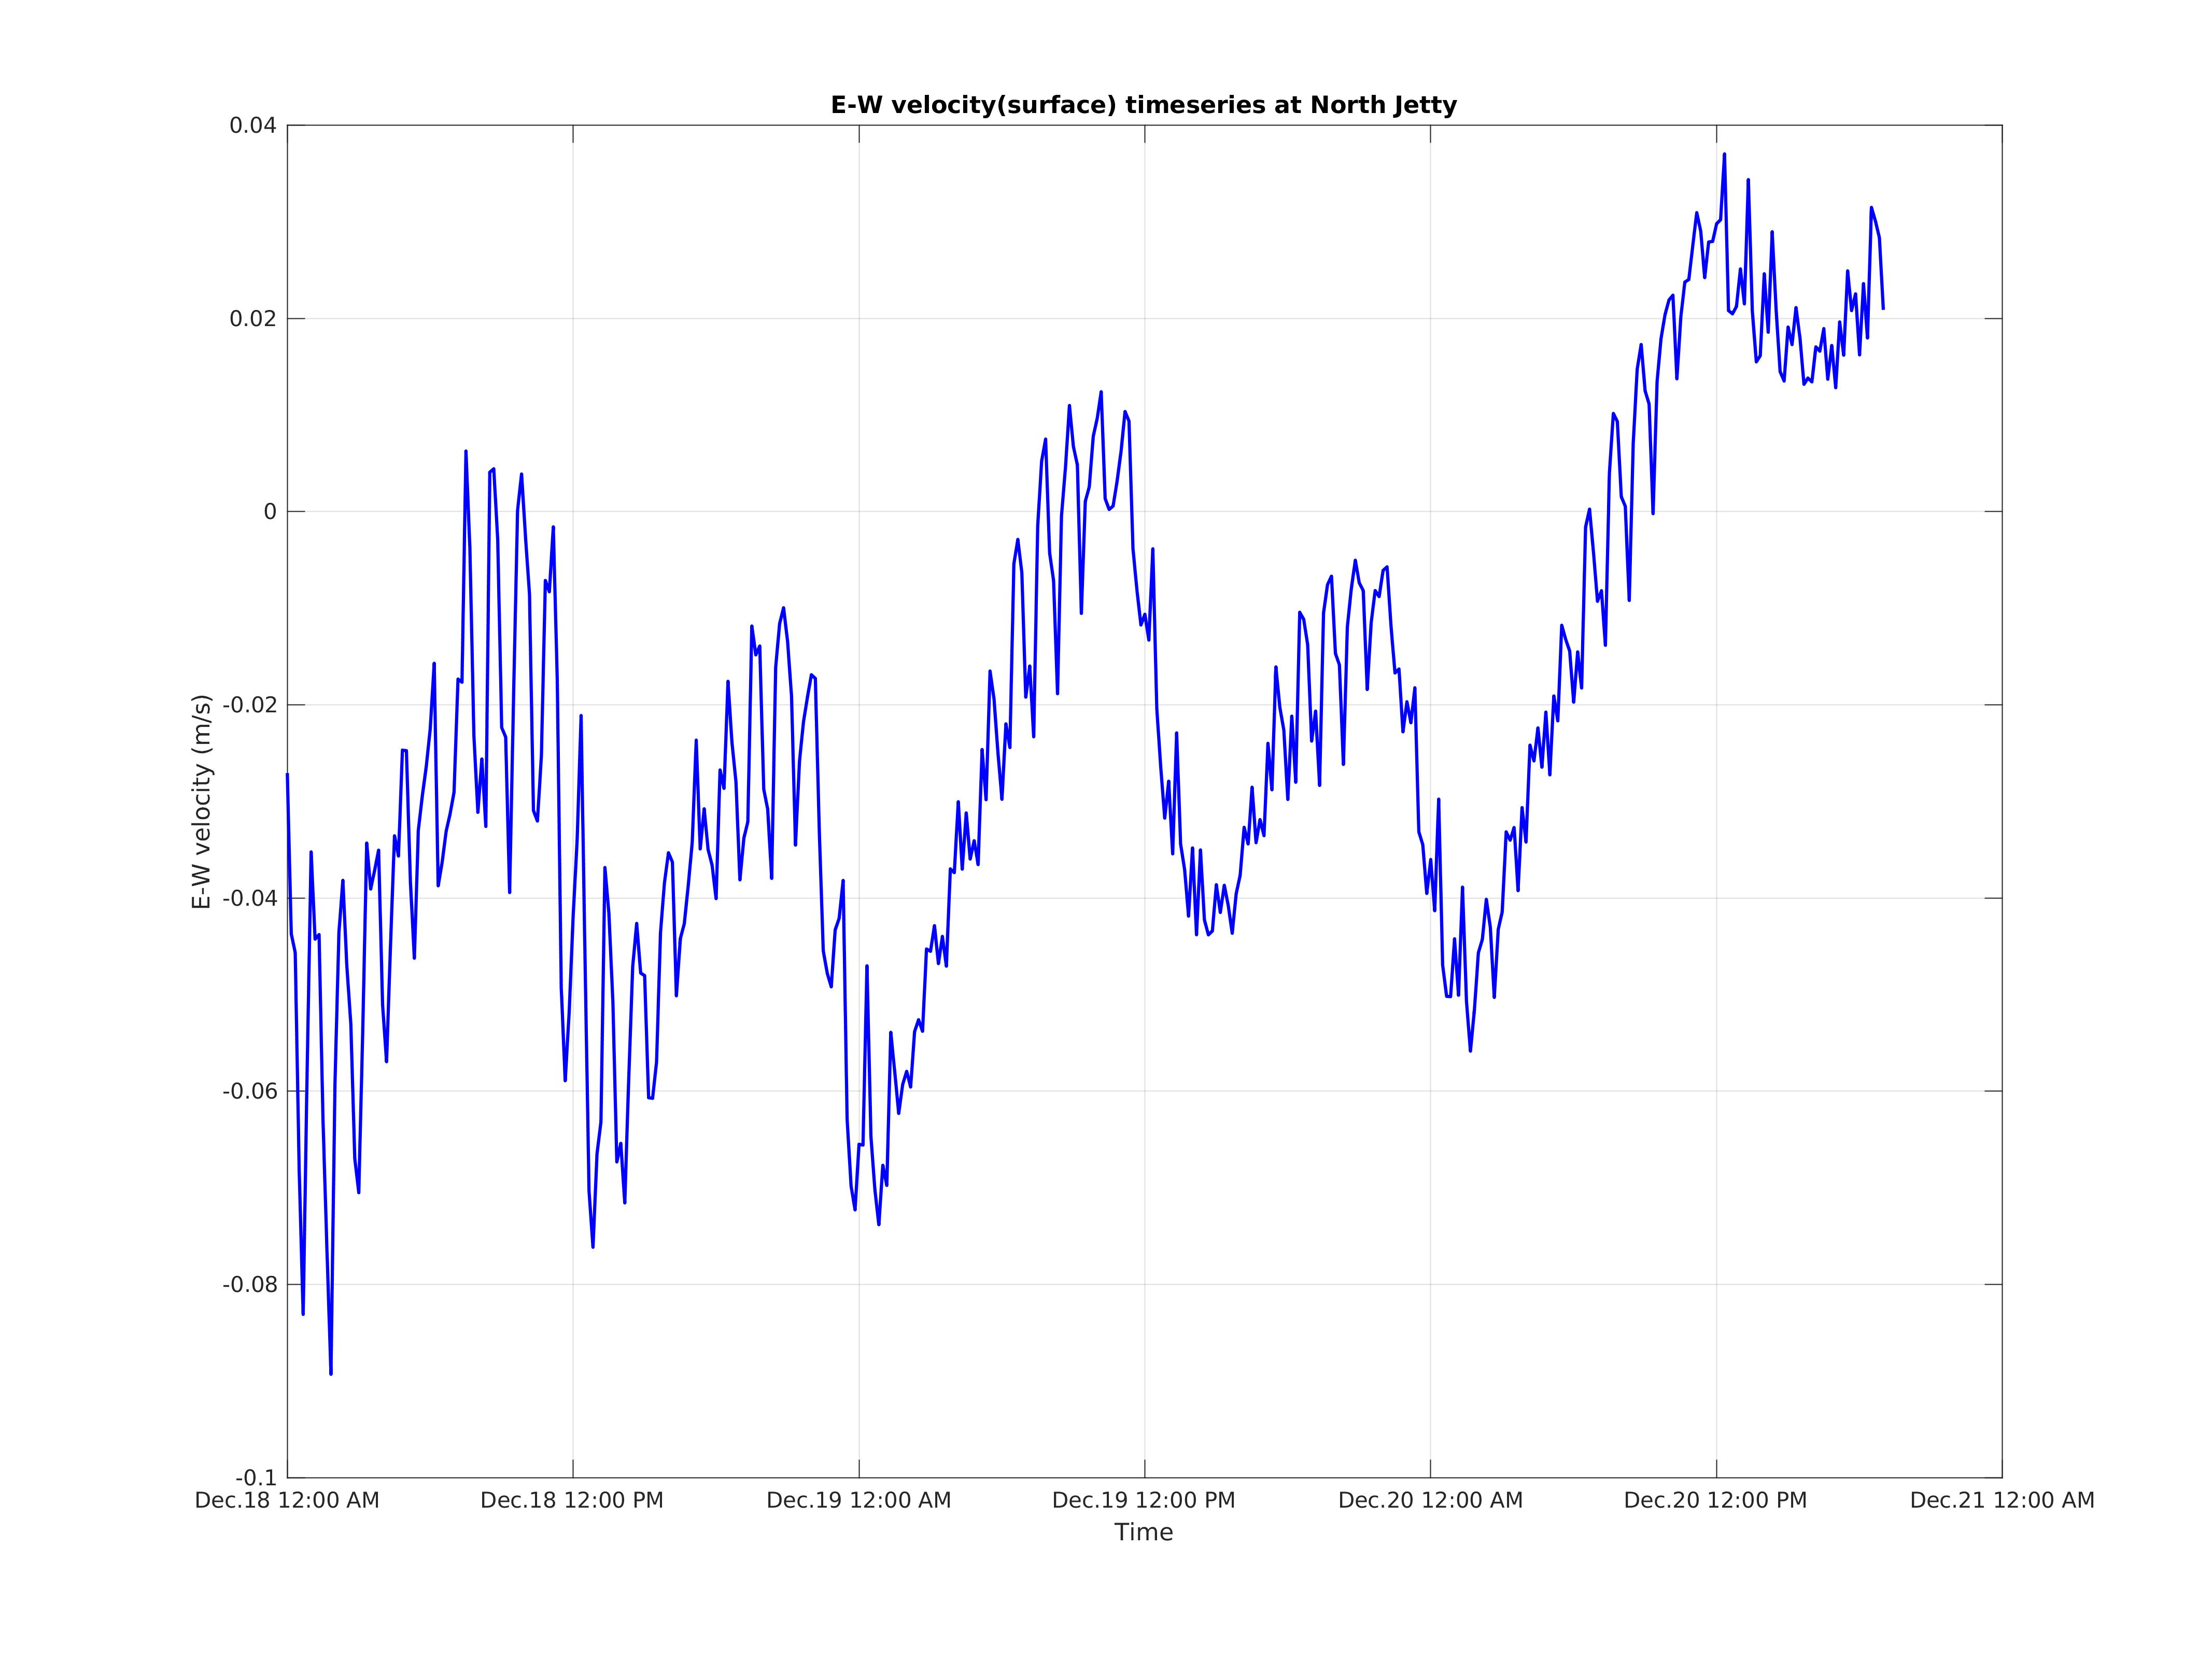 E-W velocity(surface) timeseries at North Jetty
0.04
0.02
0
-0.02
-0.04
-0.06
-0.08
-0.1
E-W velocity (m/s)
Dec.18 12:00 AM Dec.18 12:00 PM Dec.19 12:00 AM Dec.19 12:00 PM Dec.20 12:00 AM Dec.20 12:00 PM Dec.21 12:00 AM
Time